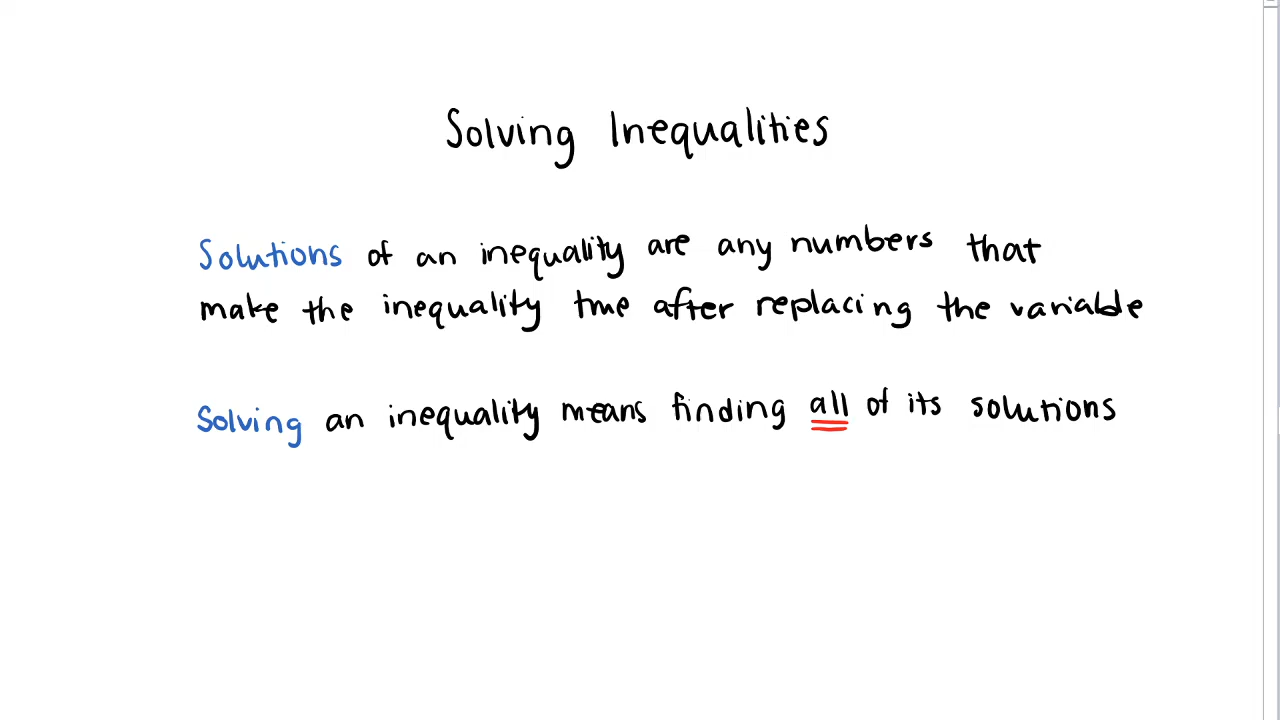 Solving Inequalities
Solutions of an inequality are any numbers that
make the inequality true after replacing the variable
Solving an inequality means finding all of its solutions